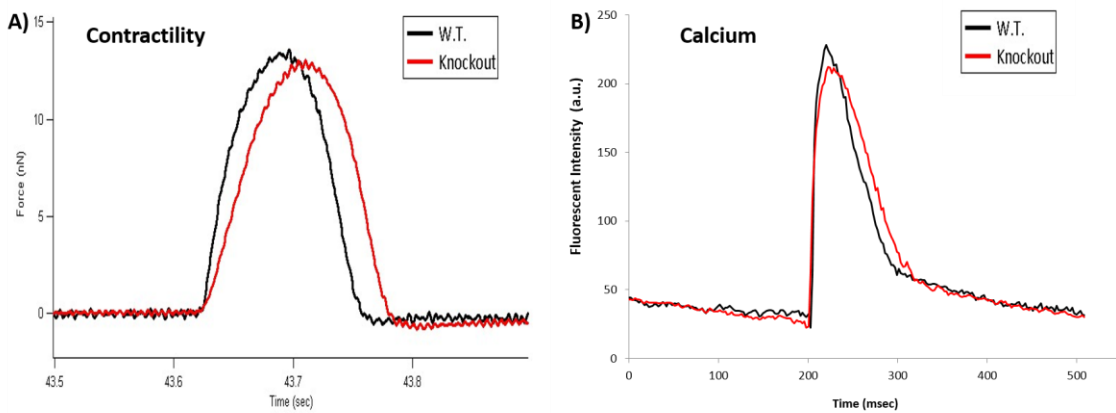 A)
Contractility
W.T.
Knockout
15
10
5
0
Force (nN)
43.5 43.6 43.7 43.8
Time (sec)
B)
Calcium
W.T.
Knockout
250
200
150
100
50
0
Fluorescent Intensity (a.u.)
0 100 200 300 400 500
Time (msec)